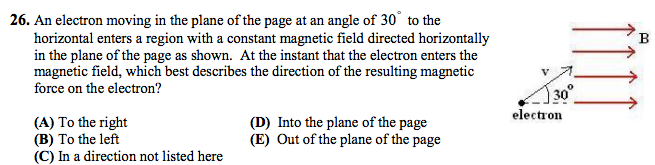 26. An electron moving in the plane of the page at an angle of 30° to the
horizontal enters a region with a constant magnetic field directed horizontally
in the plane of the page as shown. At the instant that the electron enters the
magnetic field, which best describes the direction of the resulting magnetic
force on the electron?
(A) To the right
(B) To the left
(C) In a direction not listed here
(D) Into the plane of the page
(E) Out of the plane of the page
B
v
30°
electron